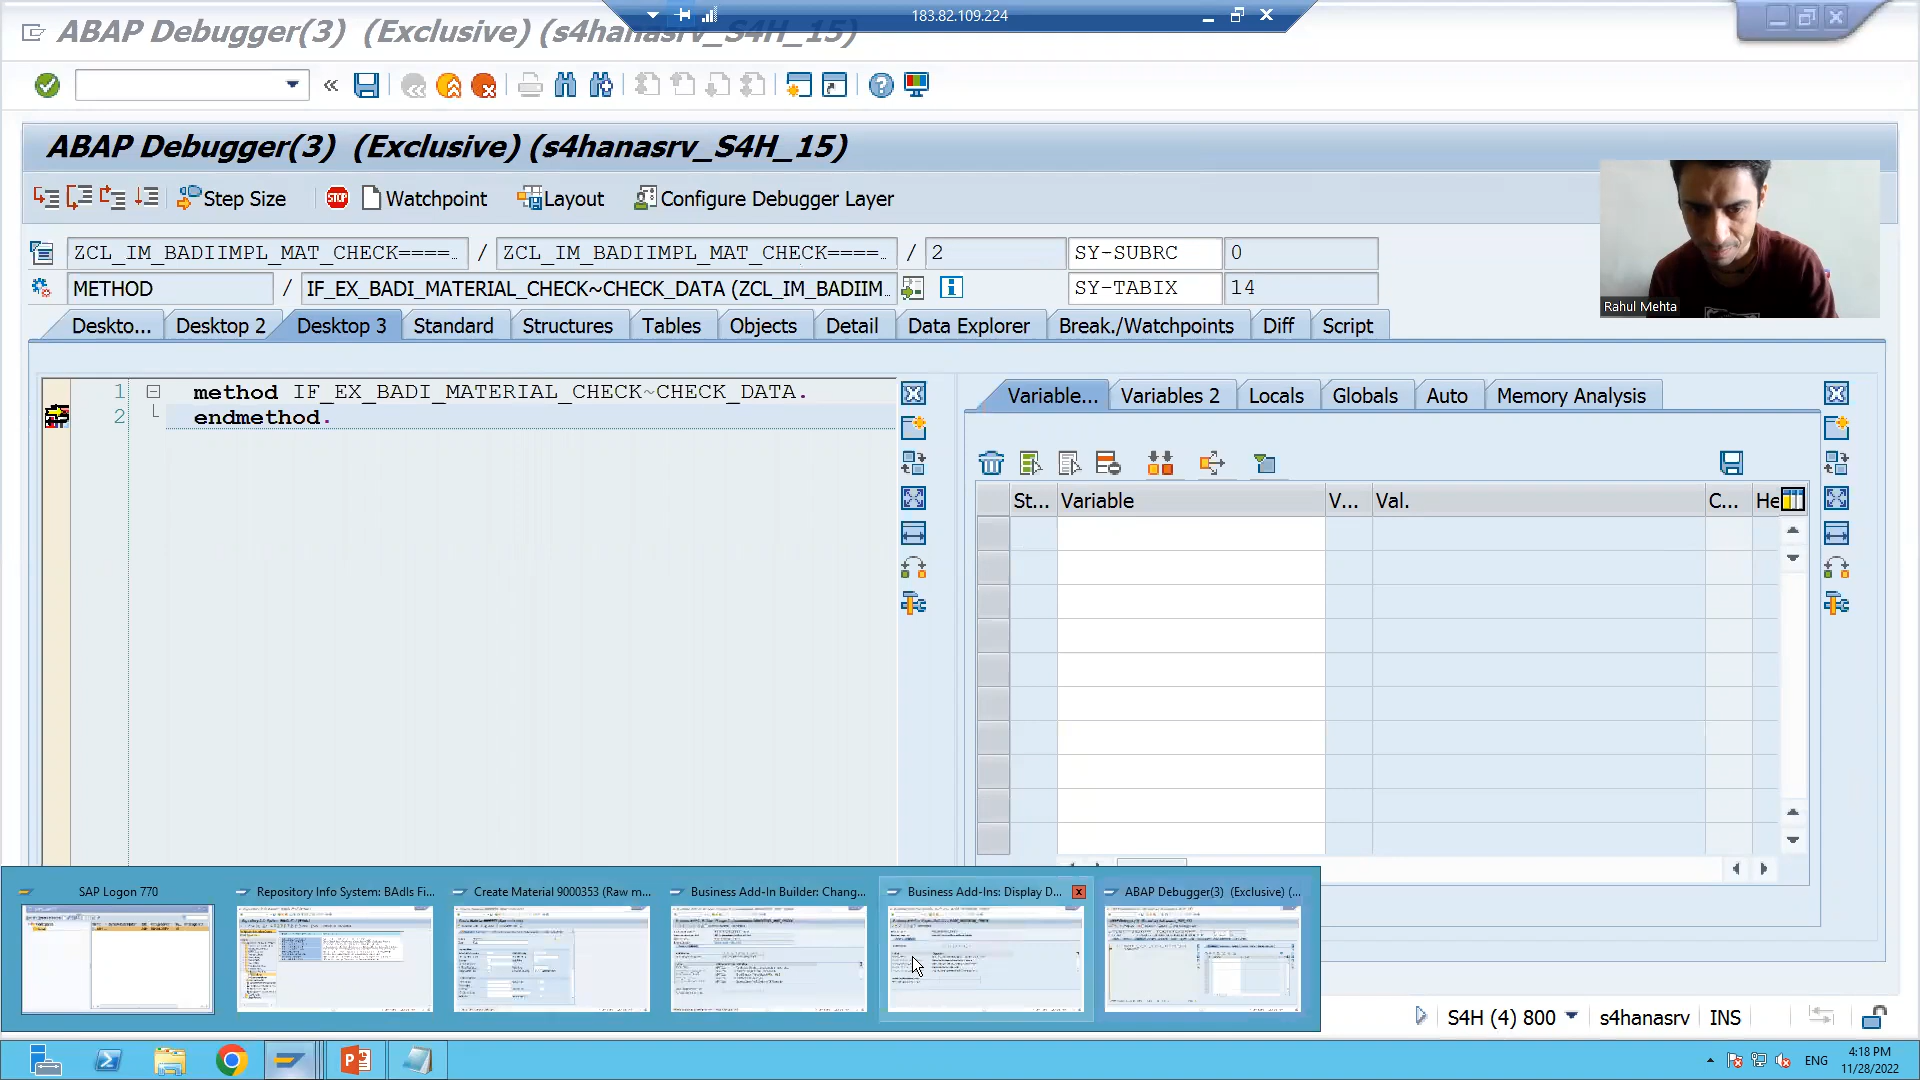 183.82.109.224
ABAP Debugger(3)  (Exclusive) (s4hanasrv_S4H_15)
ABAP Debugger(3)  (Exclusive) (s4hanasrv_S4H_15)
Step Size
STOP
Watchpoint
Layout
Configure Debugger Layer
ZCL_IM_BADIIMPL_MAT_CHECK====… / ZCL_IM_BADIIMPL_MAT_CHECK====… / 2 SY-SUBRC 0
METHOD / IF_EX_BADI_MATERIAL_CHECK~CHECK_DATA (ZCL_IM_BADIIM… SY-TABIX 14
Rahul Mehta
Deskto... Desktop 2 Desktop 3 Standard Structures Tables Objects Detail Data Explorer Break./Watchpoints Diff Script
1 method IF_EX_BADI_MATERIAL_CHECK~CHECK_DATA.
2 endmethod.
Variable... Variables 2 Locals Globals Auto Memory Analysis
St... Variable V... Val. C... He
SAP Logon 770
Repository Info System: BAdIs Fi...
Create Material 9000353 (Raw m...
Business Add-In Builder: Chang...
Business Add-Ins: Display D...
ABAP Debugger(3)  (Exclusive) (...
S4H (4) 800 s4hanasrv INS
ENG
4:18 PM
11/28/2022